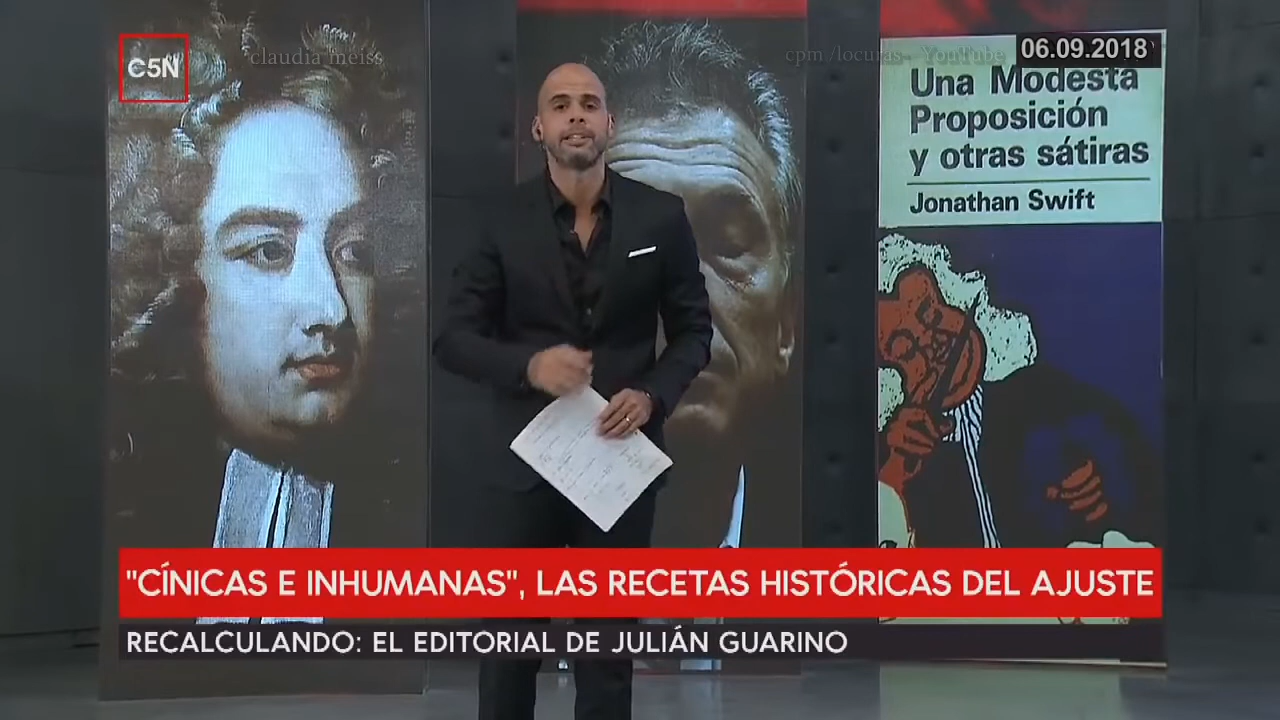 C5N
claudia meiss
cpm /locuras - YouTube
06.09.2018
Una Modesta
Proposición
y otras sátiras
Jonathan Swift
"CÍNICAS E INHUMANAS", LAS RECETAS HISTÓRICAS DEL AJUSTE
RECALCULANDO: EL EDITORIAL DE JULIÁN GUARINO